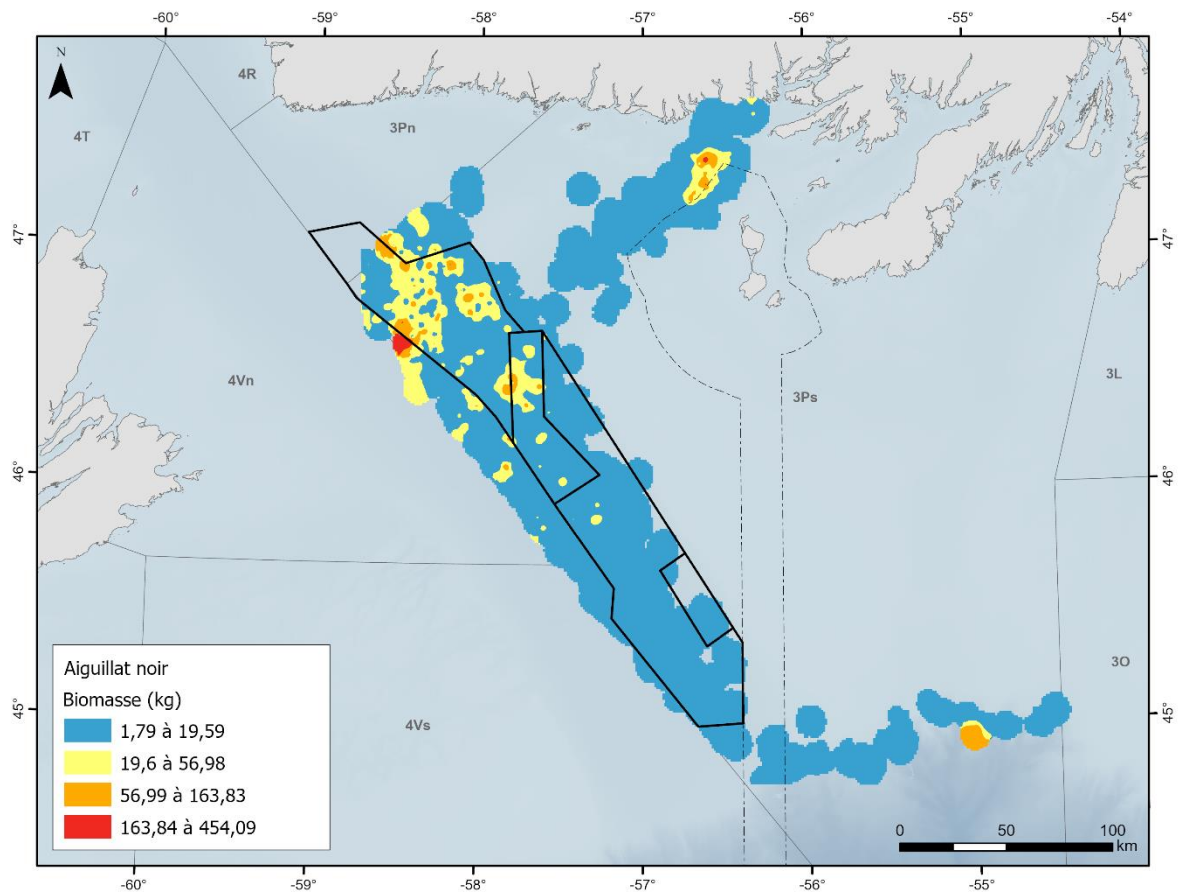 -60° -59° -58° -57° -56° -55° -54°
N
4R
4T
3Pn
47° 47°
4Vn
3Ps
3L
46° 46°
3O
45° 45°
4Vs
Aiguillat noir
Biomasse (kg)
1,79 à 19,59
19,6 à 56,98
56,99 à 163,83
163,84 à 454,09
0 50 100
km
-60° -59° -58° -57° -56° -55°